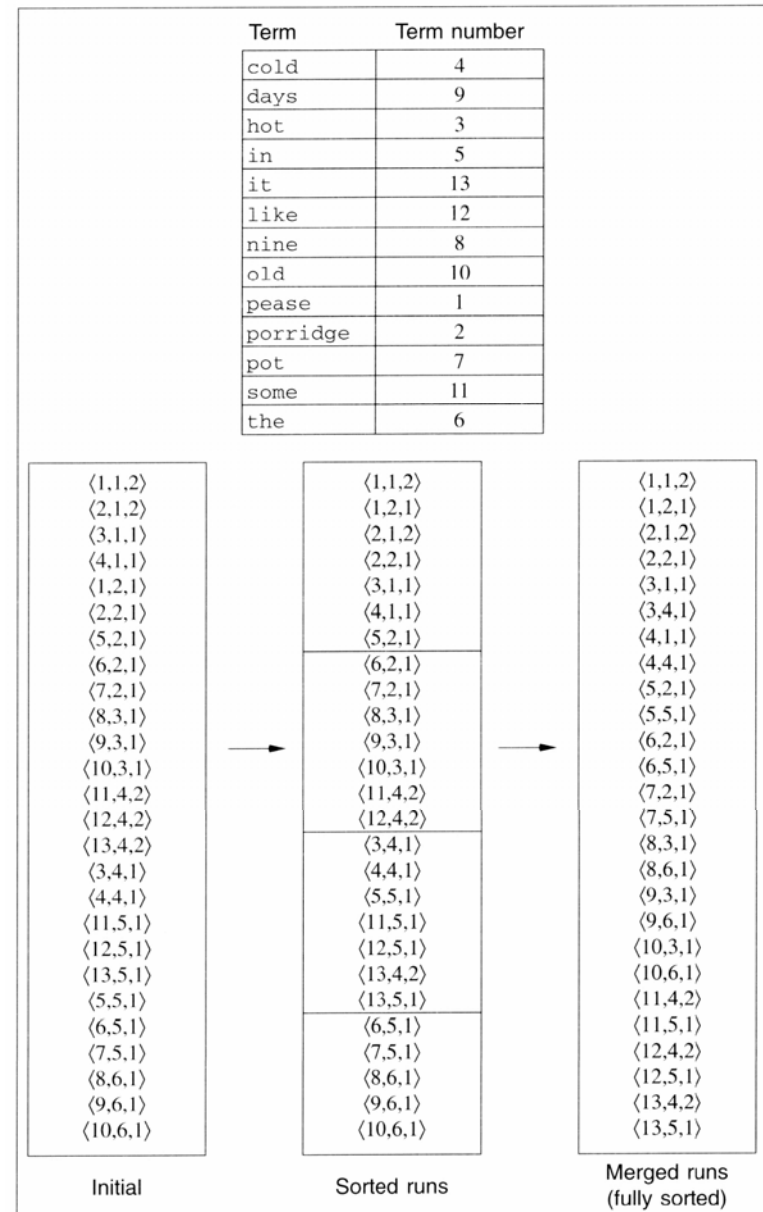 Term Term number
cold 4
days 9
hot 3
in 5
it 13
like 12
nine 8
old 10
pease 1
porridge 2
pot 7
some 11
the 6
⟨1,1,2⟩ ⟨1,1,2⟩ ⟨1,1,2⟩
⟨2,1,2⟩ ⟨1,2,1⟩ ⟨1,2,1⟩
⟨3,1,1⟩ ⟨2,1,2⟩ ⟨2,1,2⟩
⟨4,1,1⟩ ⟨2,2,1⟩ ⟨2,2,1⟩
⟨1,2,1⟩ ⟨3,1,1⟩ ⟨3,1,1⟩
⟨2,2,1⟩ ⟨4,1,1⟩ ⟨3,4,1⟩
⟨5,2,1⟩ ⟨5,2,1⟩ ⟨4,1,1⟩
⟨6,2,1⟩ ⟨6,2,1⟩ ⟨4,4,1⟩
⟨7,2,1⟩ ⟨7,2,1⟩ ⟨5,2,1⟩
⟨8,3,1⟩ ⟨8,3,1⟩ ⟨5,5,1⟩
⟨9,3,1⟩ ⟨9,3,1⟩ ⟨6,2,1⟩
⟨10,3,1⟩ ⟨10,3,1⟩ ⟨6,5,1⟩
⟨11,4,2⟩ ⟨11,4,2⟩ ⟨7,2,1⟩
⟨12,4,2⟩ ⟨12,4,2⟩ ⟨7,5,1⟩
⟨13,4,2⟩ ⟨3,4,1⟩ ⟨8,3,1⟩
⟨3,4,1⟩ ⟨4,4,1⟩ ⟨8,6,1⟩
⟨4,4,1⟩ ⟨5,5,1⟩ ⟨9,3,1⟩
⟨11,5,1⟩ ⟨11,5,1⟩ ⟨9,6,1⟩
⟨12,5,1⟩ ⟨12,5,1⟩ ⟨10,3,1⟩
⟨13,5,1⟩ ⟨13,4,2⟩ ⟨10,6,1⟩
⟨5,5,1⟩ ⟨13,5,1⟩ ⟨11,4,2⟩
⟨6,5,1⟩ ⟨6,5,1⟩ ⟨11,5,1⟩
⟨7,5,1⟩ ⟨7,5,1⟩ ⟨12,4,2⟩
⟨8,6,1⟩ ⟨8,6,1⟩ ⟨12,5,1⟩
⟨9,6,1⟩ ⟨9,6,1⟩ ⟨13,4,2⟩
⟨10,6,1⟩ ⟨10,6,1⟩ ⟨13,5,1⟩
Initial Sorted runs Merged runs
(fully sorted)